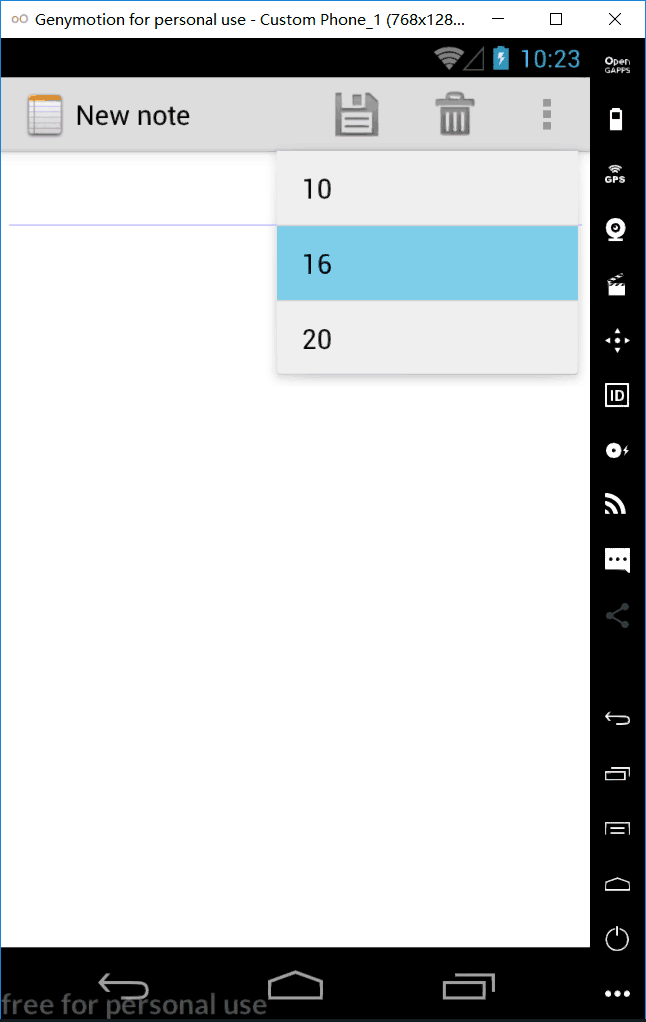 Genymotion for personal use - Custom Phone_1 (768x128...
10:23
Open
GAPPS
New note
GPS
10
16
20
ID
free for personal use